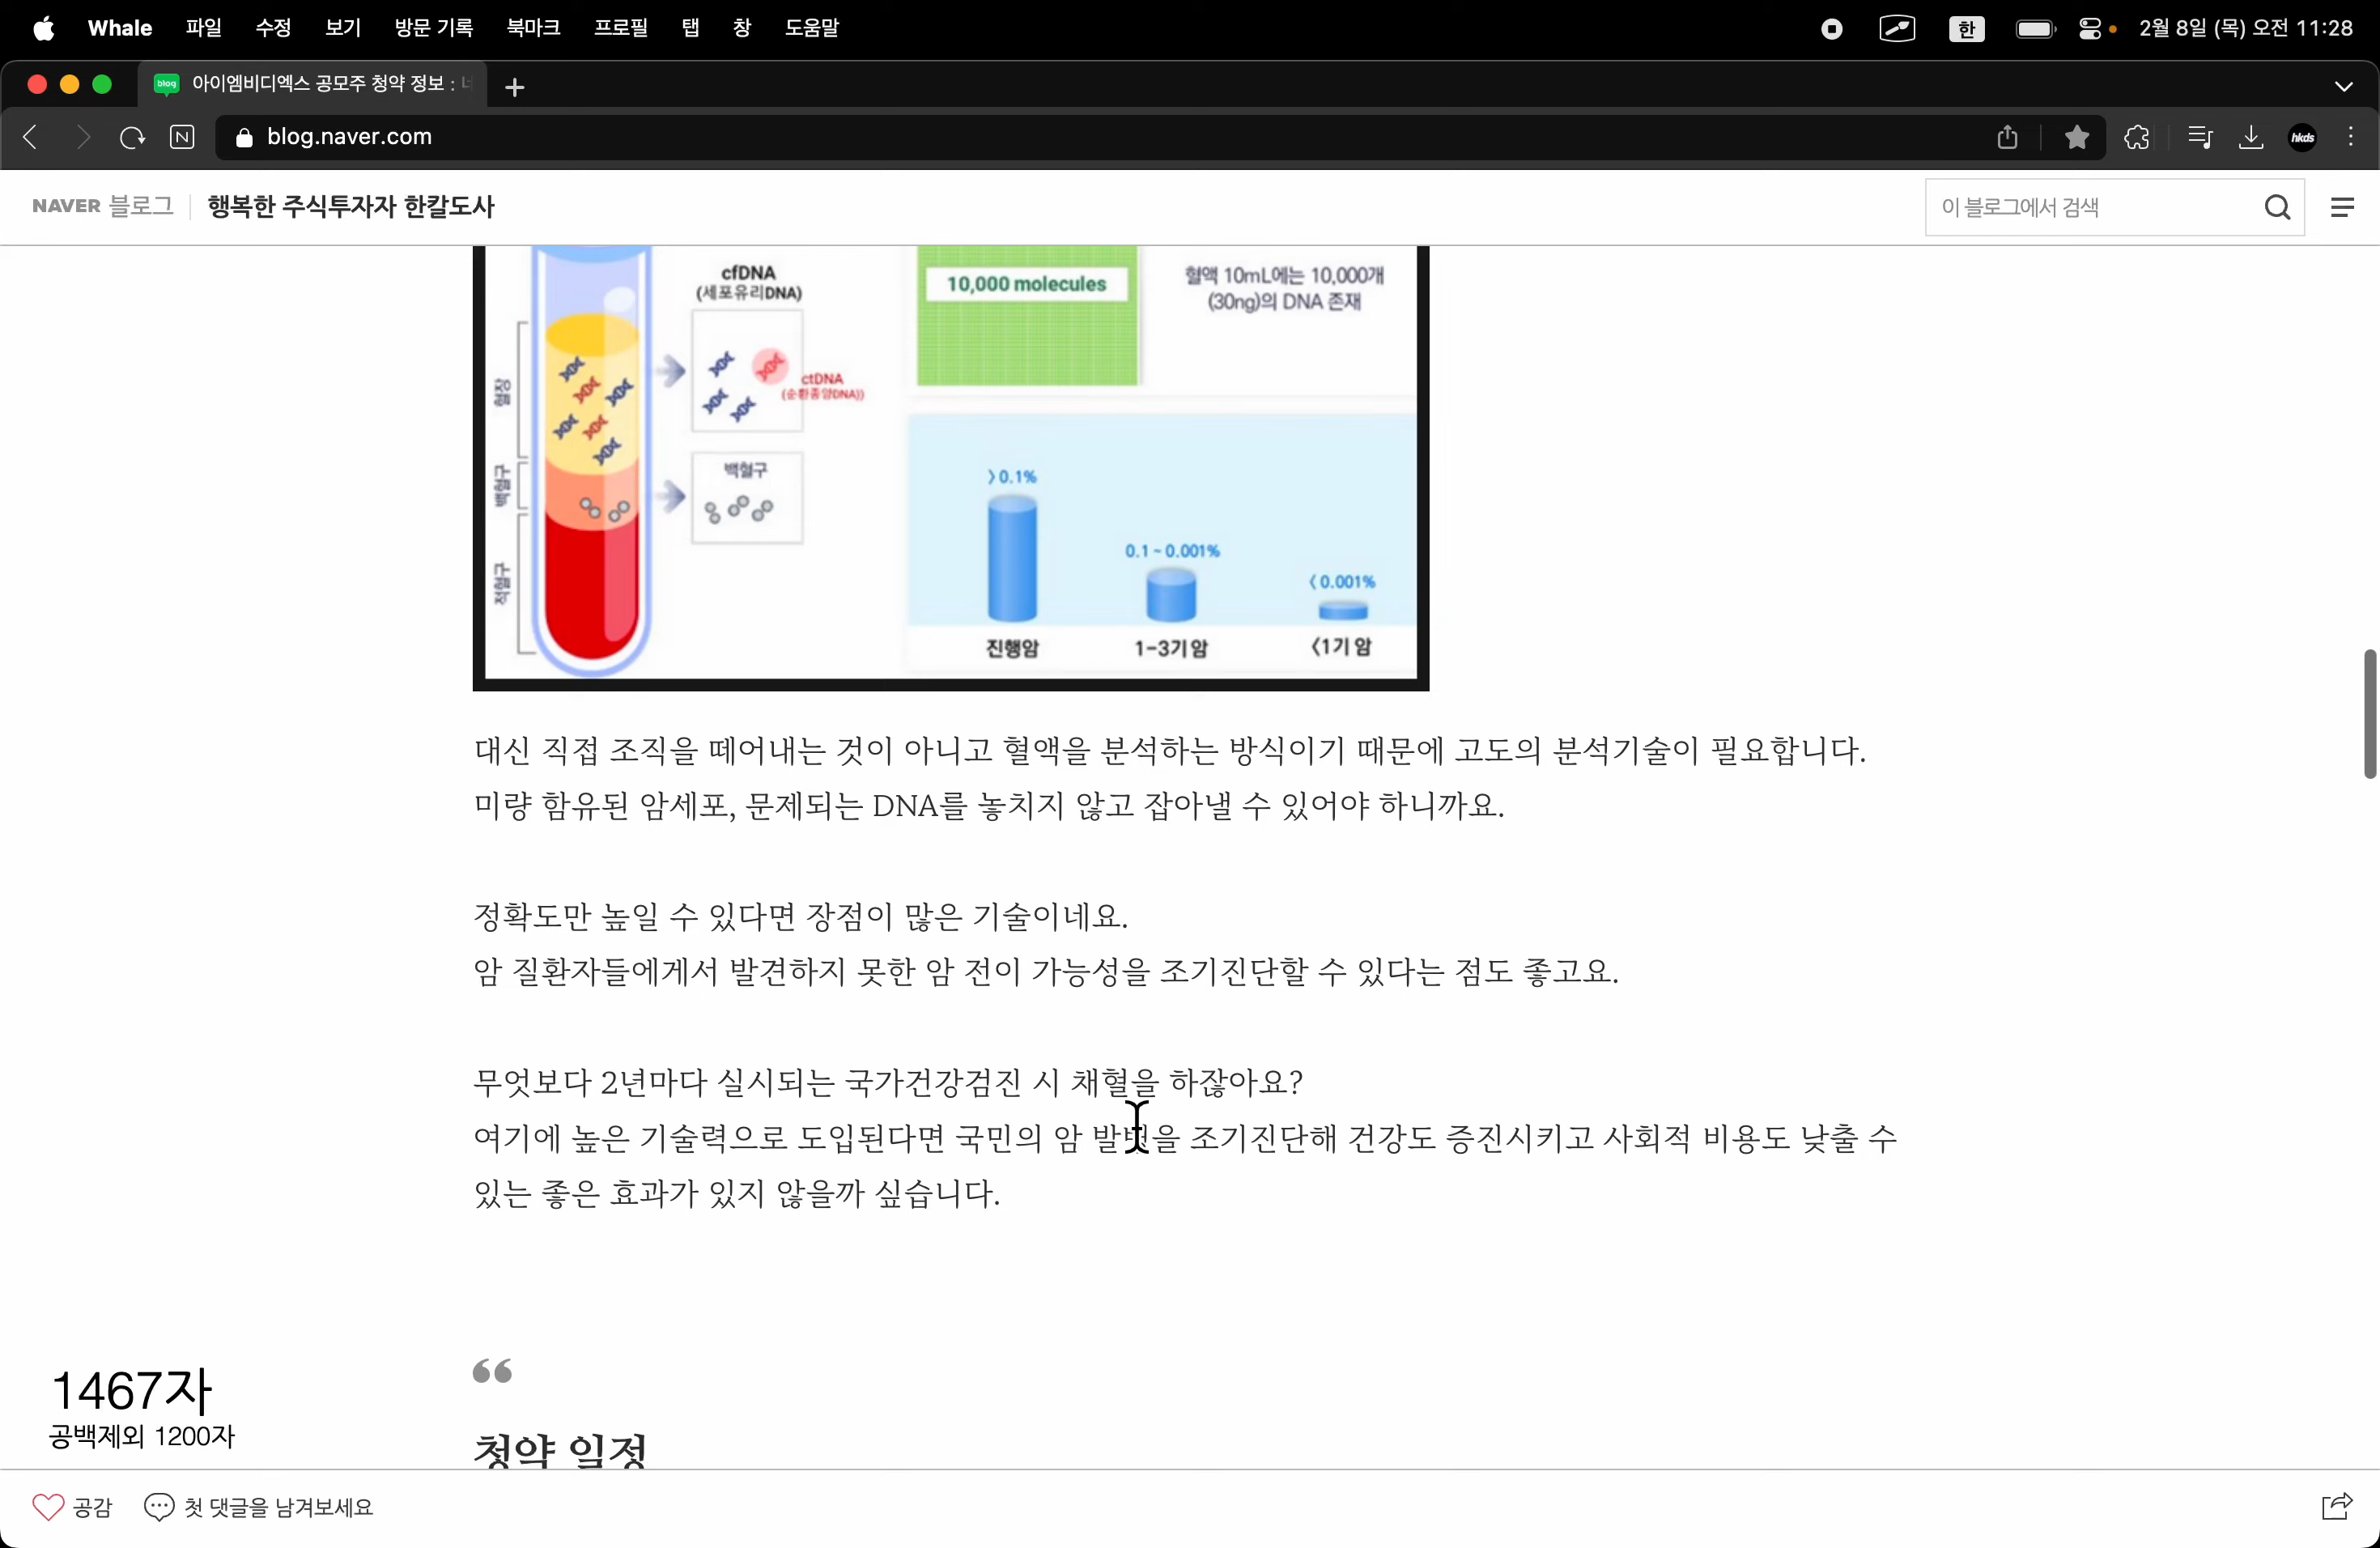 Whale 파일 수정 보기 방문 기록 북마크 프로필 탭 창 도움말 한 2월 8일 (목) 오전 11:28
blog 아이엠비디엑스 공모주 청약 정보 :
N blog.naver.com hkds
NAVER 블로그 행복한 주식투자자 한칼도사 이 블로그에서 검색
cfDNA
(세포유리DNA)
ctDNA
(순환종양DNA))
혈장
백혈구
백혈구
적혈구
10,000 molecules
혈액 10mL에는 10,000개
(30ng)의 DNA 존재
> 0.1%
0.1 ~ 0.001%
< 0.001%
진행암 1-3기 암 <1기 암
대신 직접 조직을 떼어내는 것이 아니고 혈액을 분석하는 방식이기 때문에 고도의 분석기술이 필요합니다.
미량 함유된 암세포, 문제되는 DNA를 놓치지 않고 잡아낼 수 있어야 하니까요.
정확도만 높일 수 있다면 장점이 많은 기술이네요.
암 질환자들에게서 발견하지 못한 암 전이 가능성을 조기진단할 수 있다는 점도 좋고요.
무엇보다 2년마다 실시되는 국가건강검진 시 채혈을 하잖아요?
여기에 높은 기술력으로 도입된다면 국민의 암 발병을 조기진단해 건강도 증진시키고 사회적 비용도 낮출 수
있는 좋은 효과가 있지 않을까 싶습니다.
“
청약 일정
1467자
공백제외 1200자
공감 첫 댓글을 남겨보세요